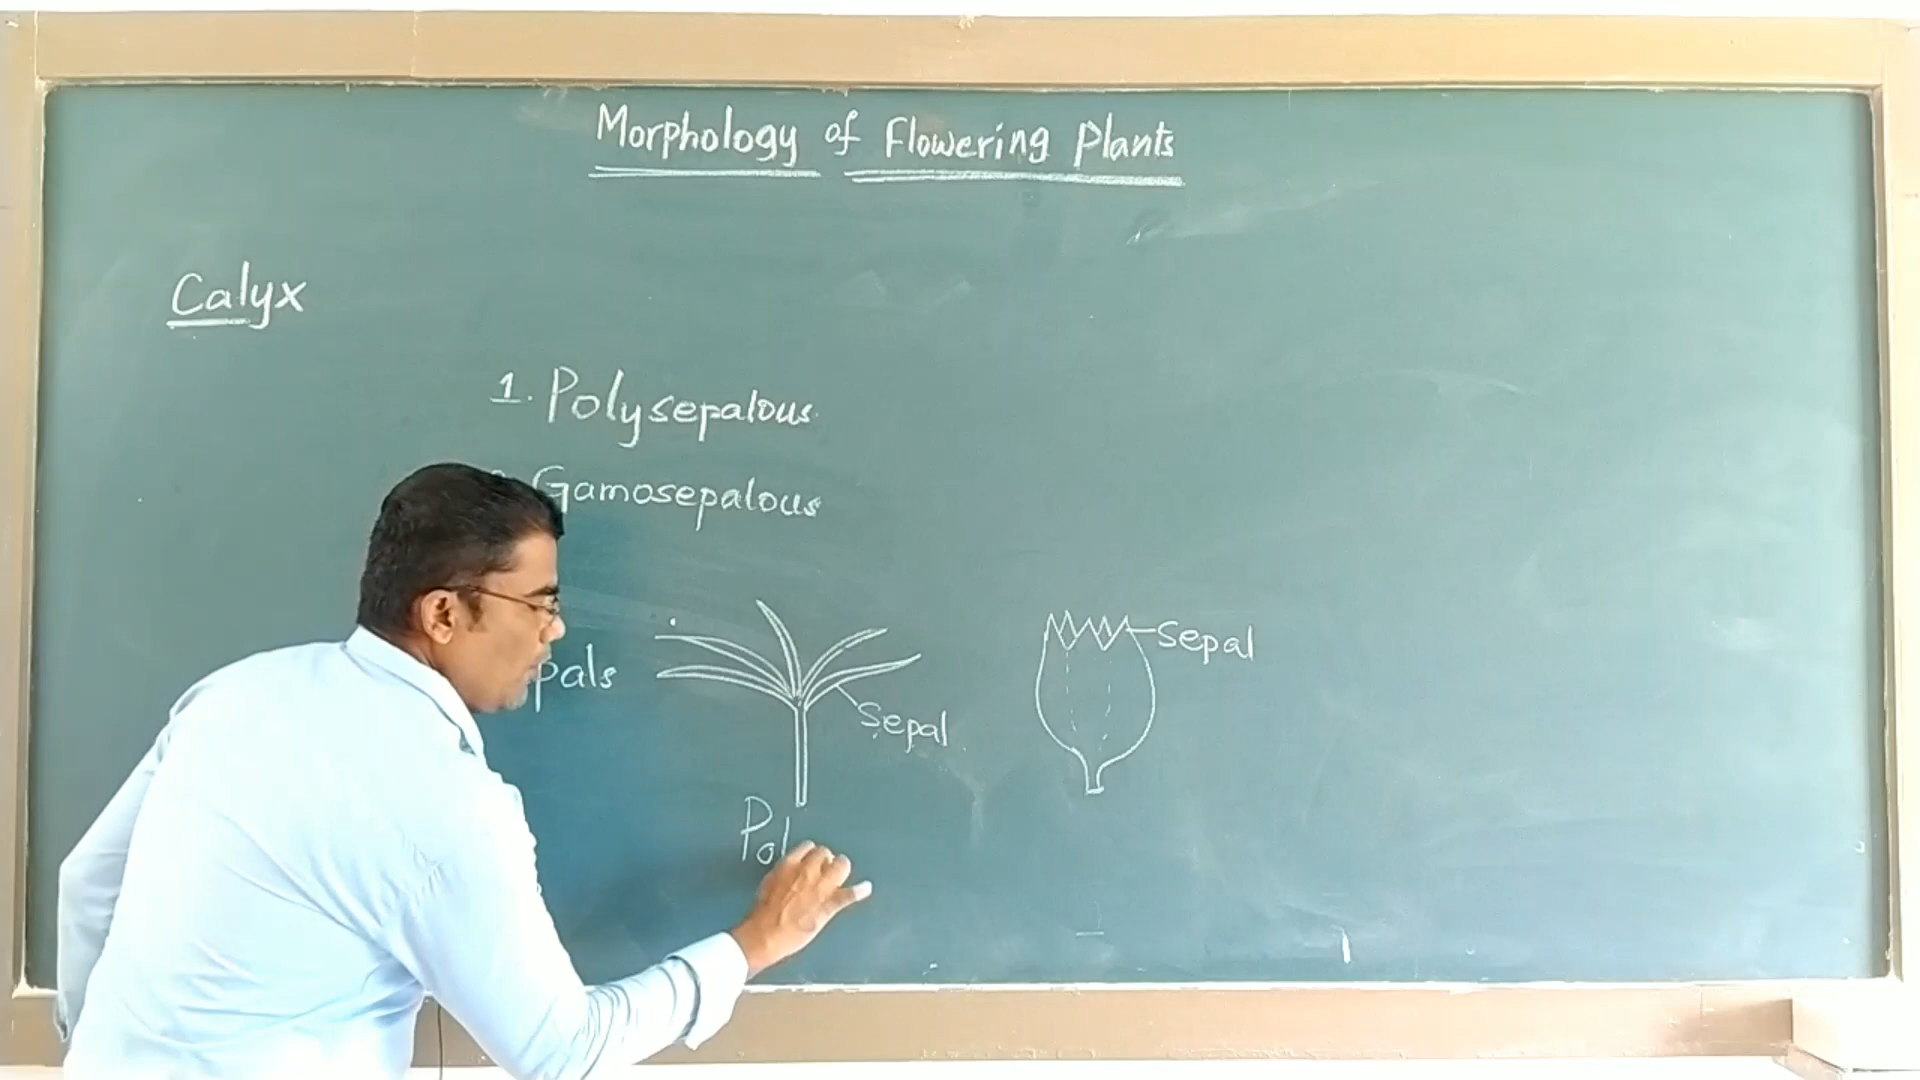 Morphology of Flowering Plants
Calyx
1. Polysepalous
Gamosepalous
Sepal
pals
Sepal
Pol